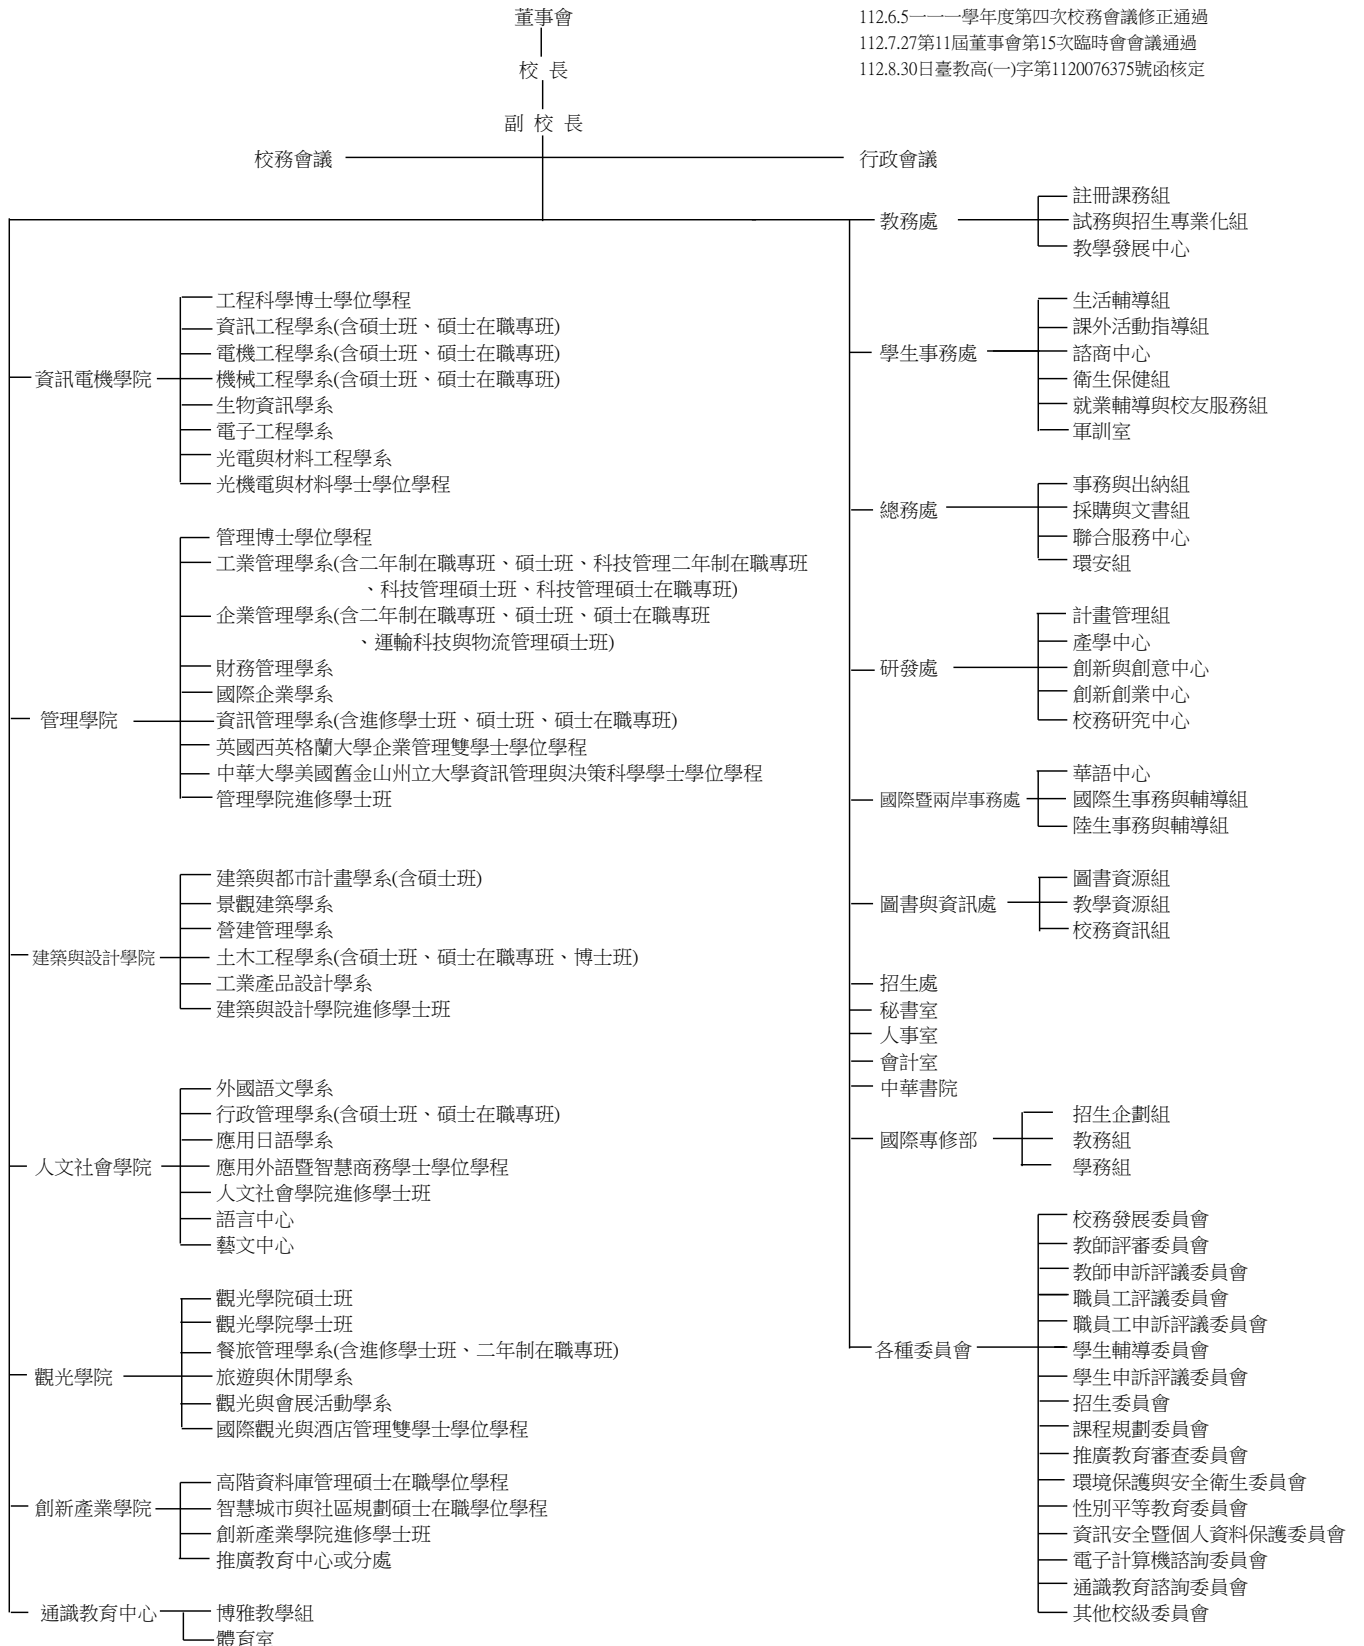 董事會
校 長
副 校 長
校務會議
行政會議
112.6.5一一一學年度第四次校務會議修正通過
112.7.27第11屆董事會第15次臨時會會議通過
112.8.30日臺教高(一)字第1120076375號函核定
資訊電機學院
工程科學博士學位學程
資訊工程學系(含碩士班、碩士在職專班)
電機工程學系(含碩士班、碩士在職專班)
機械工程學系(含碩士班、碩士在職專班)
生物資訊學系
電子工程學系
光電與材料工程學系
光機電與材料學士學位學程
管理學院
管理博士學位學程
工業管理學系(含二年制在職專班、碩士班、科技管理二年制在職專班
、科技管理碩士班、科技管理碩士在職專班)
企業管理學系(含二年制在職專班、碩士班、碩士在職專班
、運輸科技與物流管理碩士班)
財務管理學系
國際企業學系
資訊管理學系(含進修學士班、碩士班、碩士在職專班)
英國西英格蘭大學企業管理雙學士學位學程
中華大學美國舊金山州立大學資訊管理與決策科學學士學位學程
管理學院進修學士班
建築與設計學院
建築與都市計畫學系(含碩士班)
景觀建築學系
營建管理學系
土木工程學系(含碩士班、碩士在職專班、博士班)
工業產品設計學系
建築與設計學院進修學士班
人文社會學院
外國語文學系
行政管理學系(含碩士班、碩士在職專班)
應用日語學系
應用外語暨智慧商務學士學位學程
人文社會學院進修學士班
語言中心
藝文中心
觀光學院
觀光學院碩士班
觀光學院學士班
餐旅管理學系(含進修學士班、二年制在職專班)
旅遊與休閒學系
觀光與會展活動學系
國際觀光與酒店管理雙學士學位學程
創新產業學院
高階資料庫管理碩士在職學位學程
智慧城市與社區規劃碩士在職學位學程
創新產業學院進修學士班
推廣教育中心或分處
通識教育中心
博雅教學組
體育室
教務處
註冊課務組
試務與招生專業化組
教學發展中心
學生事務處
生活輔導組
課外活動指導組
諮商中心
衛生保健組
就業輔導與校友服務組
軍訓室
總務處
事務與出納組
採購與文書組
聯合服務中心
環安組
研發處
計畫管理組
產學中心
創新與創意中心
創新創業中心
校務研究中心
國際暨兩岸事務處
華語中心
國際生事務與輔導組
陸生事務與輔導組
圖書與資訊處
圖書資源組
教學資源組
校務資訊組
招生處
秘書室
人事室
會計室
中華書院
國際專修部
招生企劃組
教務組
學務組
各種委員會
校務發展委員會
教師評審委員會
教師申訴評議委員會
職員工評議委員會
職員工申訴評議委員會
學生輔導委員會
學生申訴評議委員會
招生委員會
課程規劃委員會
推廣教育審查委員會
環境保護與安全衛生委員會
性別平等教育委員會
資訊安全暨個人資料保護委員會
電子計算機諮詢委員會
通識教育諮詢委員會
其他校級委員會